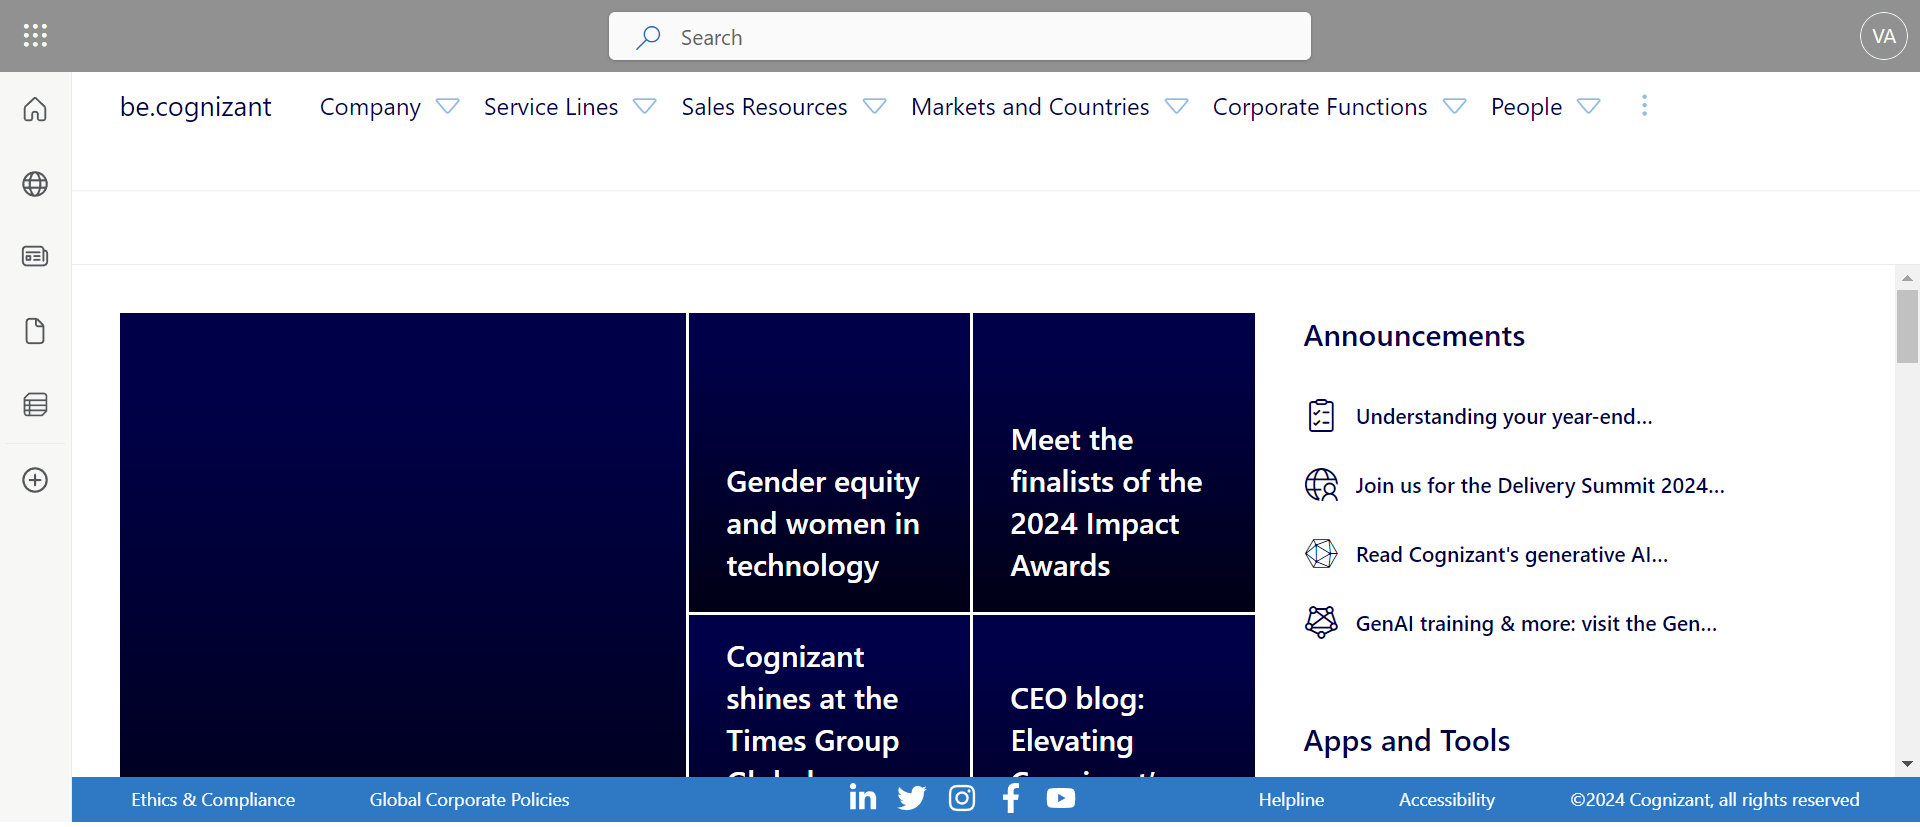 Search
VA
be.cognizant
Company
Service Lines
Sales Resources
Markets and Countries
Corporate Functions
People
Gender equity
and women in
technology
Meet the
finalists of the
2024 Impact
Awards
Cognizant
shines at the
Times Group
CEO blog:
Elevating
Announcements
Understanding your year-end...
Join us for the Delivery Summit 2024...
Read Cognizant's generative AI...
GenAI training & more: visit the Gen...
Apps and Tools
Ethics & Compliance
Global Corporate Policies
Helpline
Accessibility
©2024 Cognizant, all rights reserved